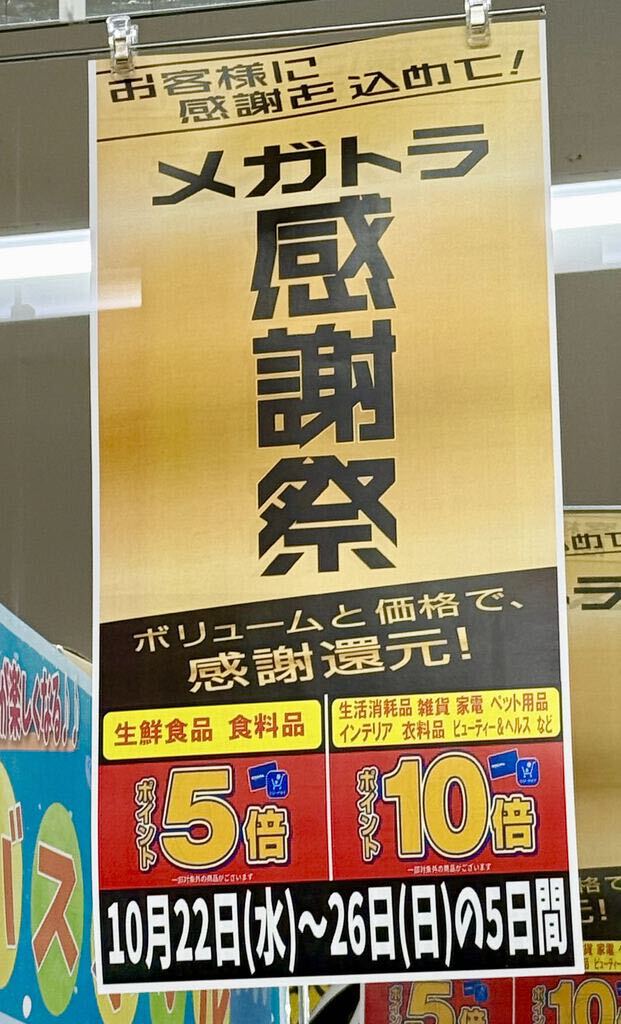 お客様に
感謝を込めて!
メガトラ
感謝祭
ボリュームと価格で、
感謝還元!
生鮮食品 食料品
ポイント5倍
一部対象外の商品がございます
生活消耗品 雑貨 家電 ペット用品
インテリア 衣料品 ビューティー&ヘルス など
ポイント10倍
一部対象外の商品がございます
10月22日(水)〜26日(日)の5日間
が楽しくなる♪